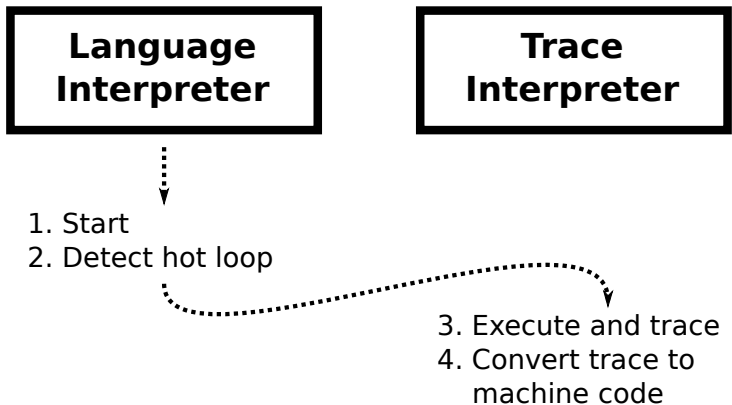 Language
Interpreter
Trace
Interpreter
1. Start
2. Detect hot loop
3. Execute and trace
4. Convert trace to
machine code